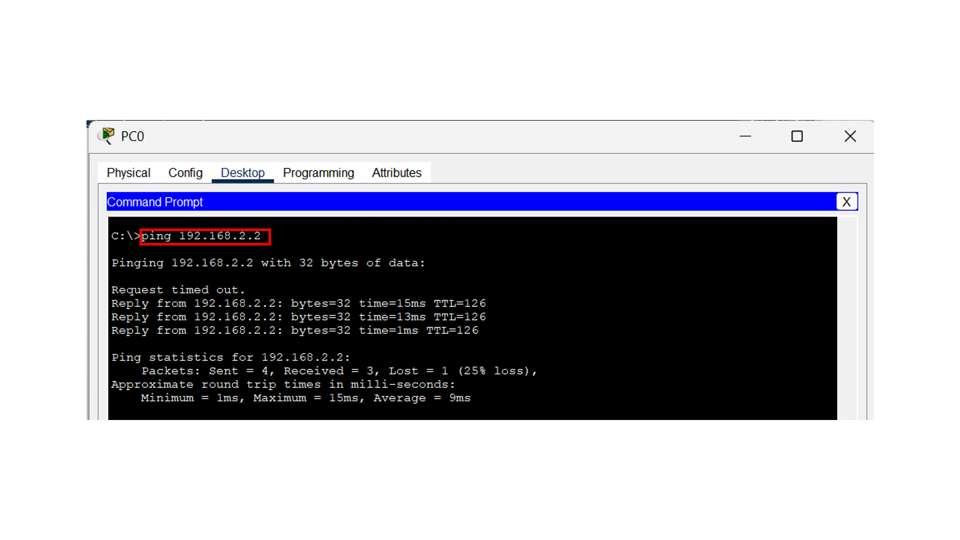 PC0
Physical Config Desktop Programming Attributes
Command Prompt X
C:\>ping 192.168.2.2
Pinging 192.168.2.2 with 32 bytes of data:
Request timed out.
Reply from 192.168.2.2: bytes=32 time=15ms TTL=126
Reply from 192.168.2.2: bytes=32 time=13ms TTL=126
Reply from 192.168.2.2: bytes=32 time=1ms TTL=126
Ping statistics for 192.168.2.2:
Packets: Sent = 4, Received = 3, Lost = 1 (25% loss),
Approximate round trip times in milli-seconds:
Minimum = 1ms, Maximum = 15ms, Average = 9ms